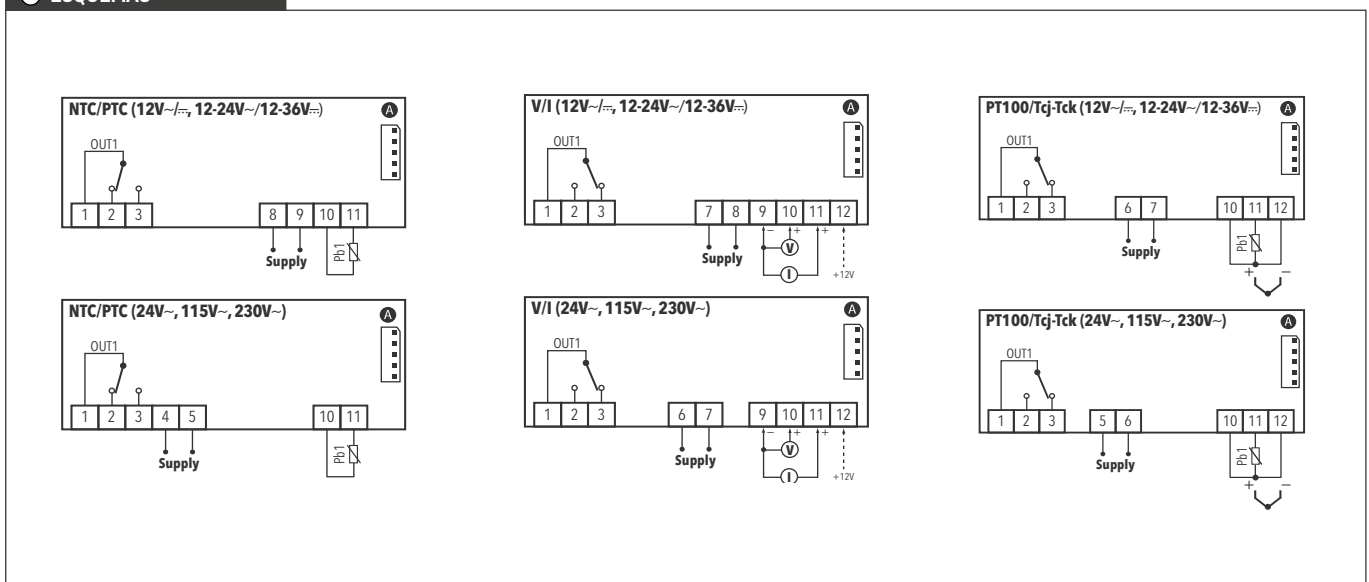 ESQUEMAS
NTC/PTC (12V~/⎓, 12-24V~/12-36V⎓)
A
OUT1
1 2 3 8 9 10 11
Supply
Pb1
V/I (12V~/⎓, 12-24V~/12-36V⎓)
A
OUT1
1 2 3 7 8 9 10 11 12
- + +
V
Supply
I
+12V
PT100/Tcj-Tck (12V~/⎓, 12-24V~/12-36V⎓)
A
OUT1
1 2 3 6 7 10 11 12
Supply
Pb1
+ −
NTC/PTC (24V~, 115V~, 230V~)
A
OUT1
1 2 3 4 5 10 11
Supply
Pb1
V/I (24V~, 115V~, 230V~)
A
OUT1
1 2 3 6 7 9 10 11 12
- + +
V
Supply
I
+12V
PT100/Tcj-Tck (24V~, 115V~, 230V~)
A
OUT1
1 2 3 5 6 10 11 12
Supply
Pb1
+ −